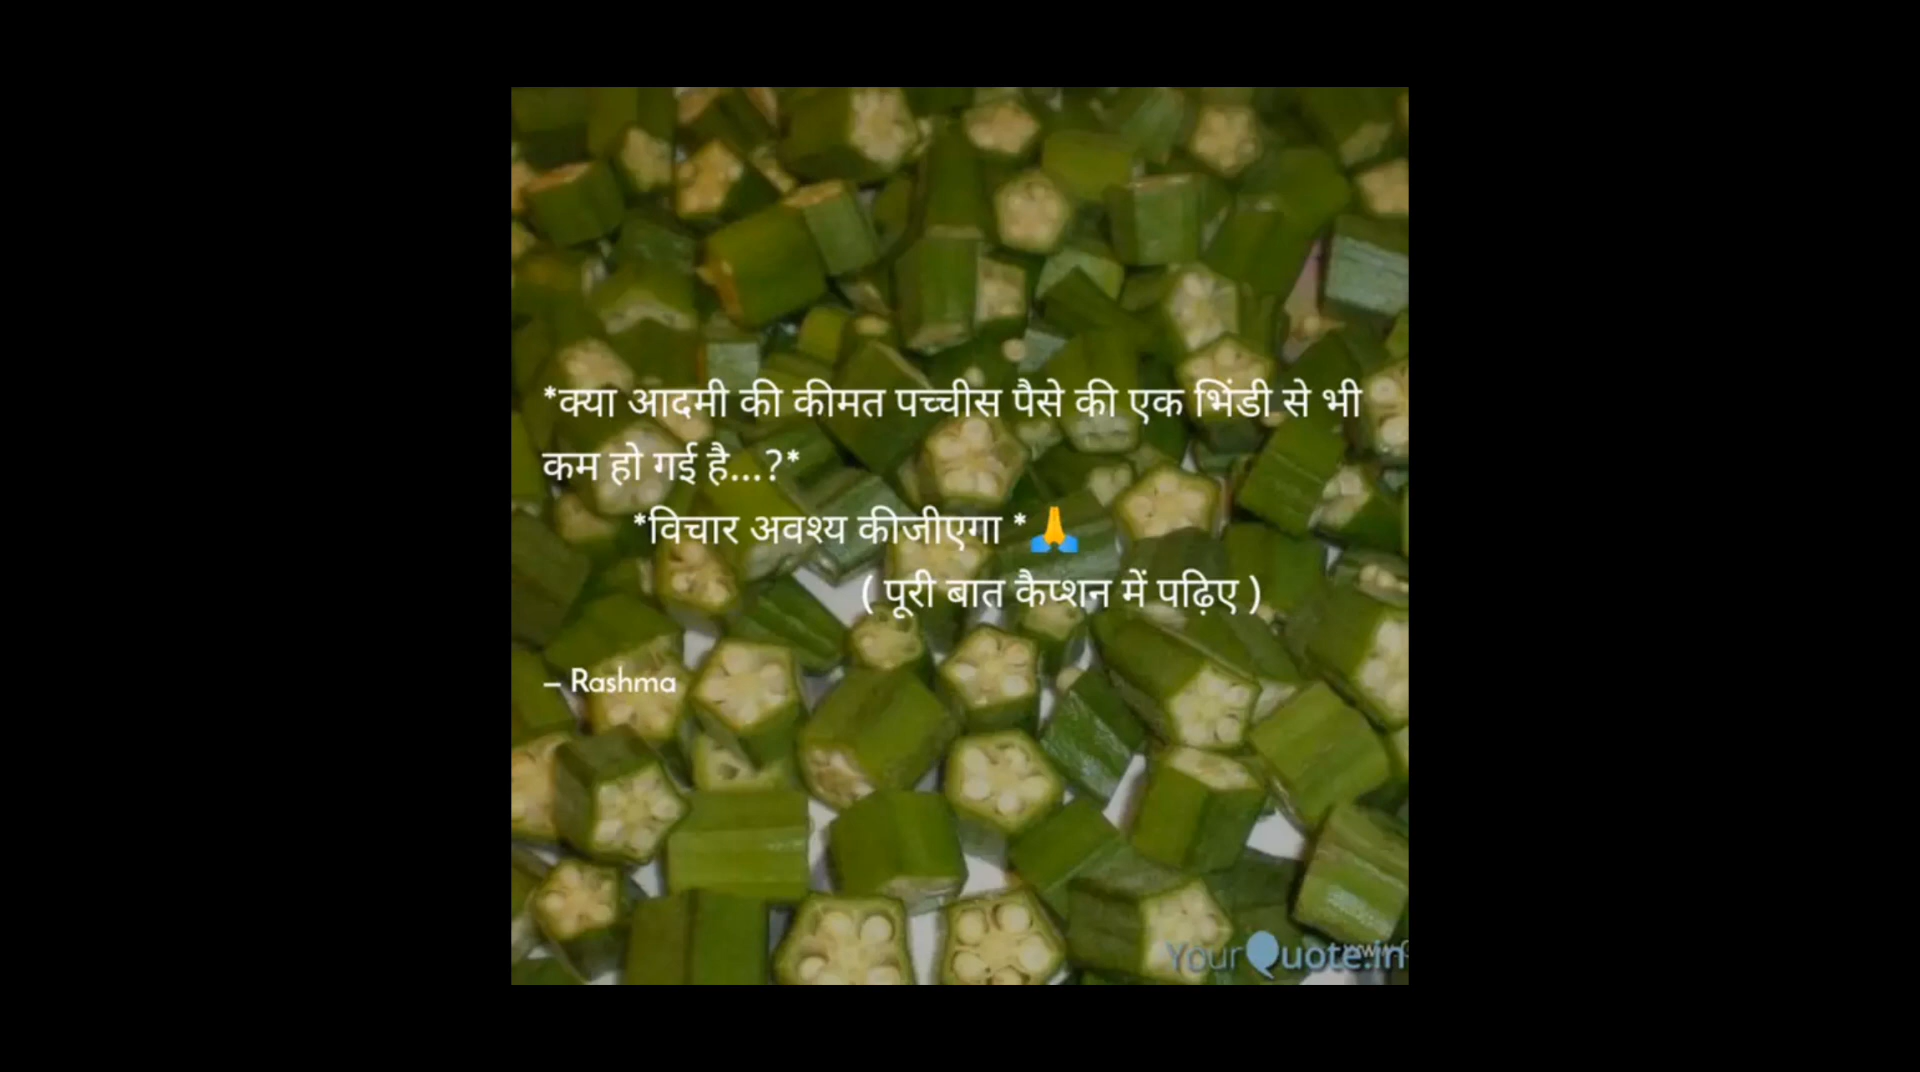 *क्या आदमी की कीमत पच्चीस पैसे की एक भिंडी से भी
कम हो गई है...?*
*विचार अवश्य कीजीएगा *🙏
( पूरी बात कैप्शन में पढ़िए )
– Rashma
YourQuote.in